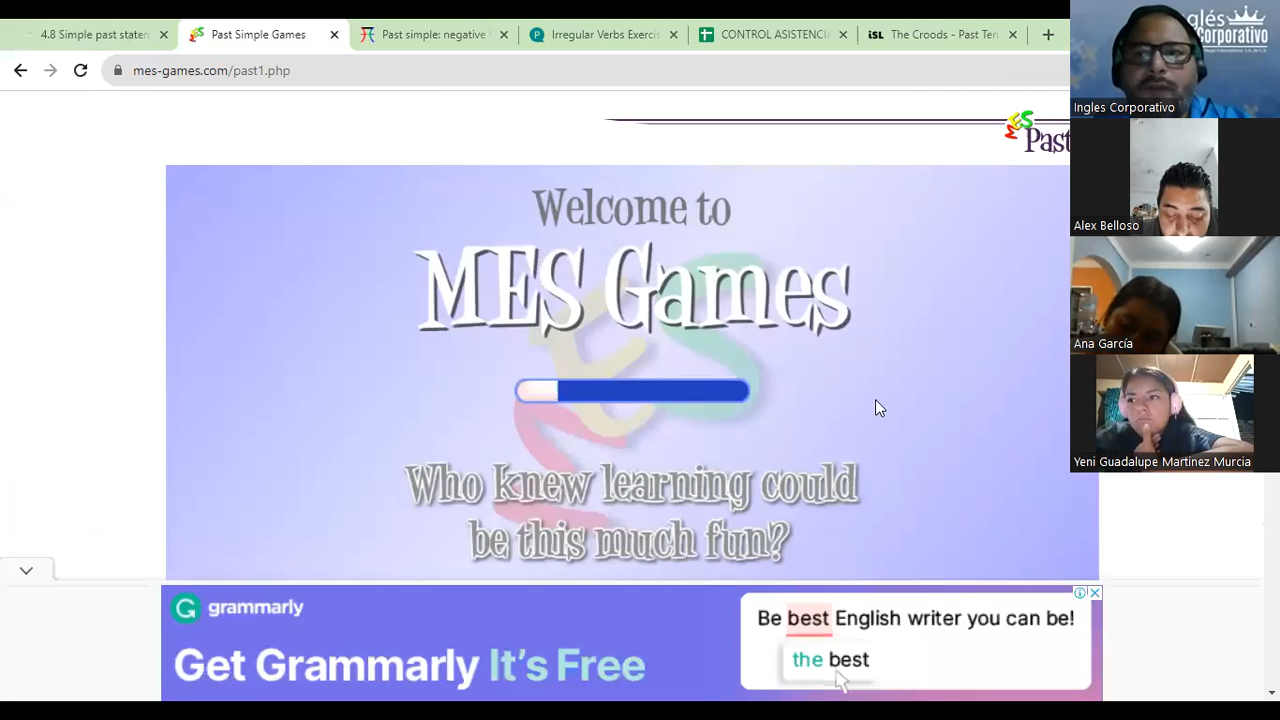 4.8 Simple past staten
Past Simple Games
Past simple: negative
Irregular Verbs Exercis
CONTROL ASISTENCI
iSL The Croods - Past Ten
mes-games.com/past1.php
MES Past
Welcome to
MES Games
Who knew learning could
be this much fun?
G grammarly
Get Grammarly It's Free
Be best English writer you can be!
the best
glés
Corporativo
Ingles Corporativo
Alex Belloso
Ana García
Yeni Guadalupe Martinez Murcia